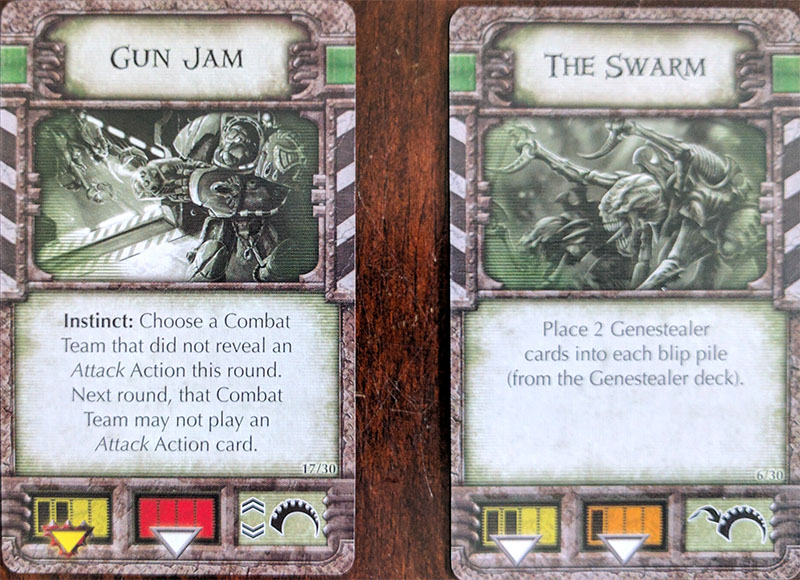 Gun Jam
Instinct: Choose a Combat
Team that did not reveal an
Attack Action this round.
Next round, that Combat
Team may not play an
Attack Action card.
17/30
The Swarm
Place 2 Genestealer
cards into each blip pile
(from the Genestealer deck).
6/30